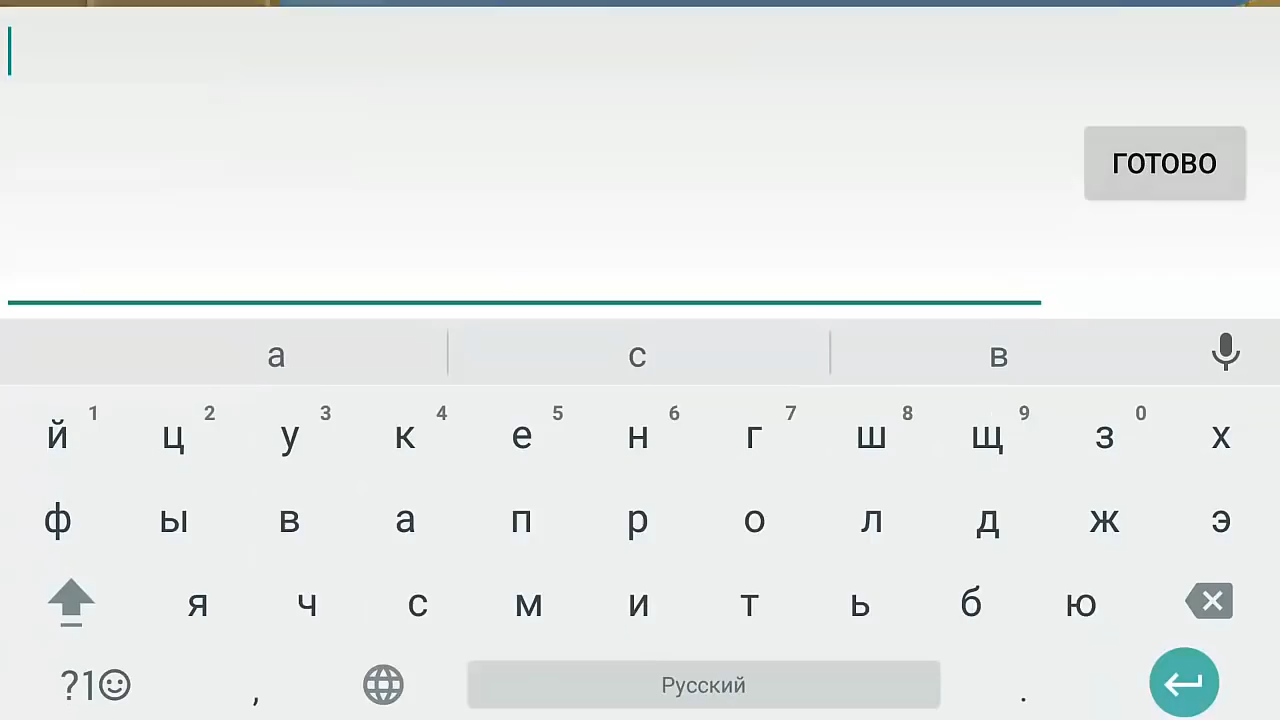 ГОТОВО
а с в
1 2 3 4 5 6 7 8 9 0
й ц у к е н г ш щ з х
ф ы в а п р о л д ж э
я ч с м и т ь б ю
?1 , Русский .